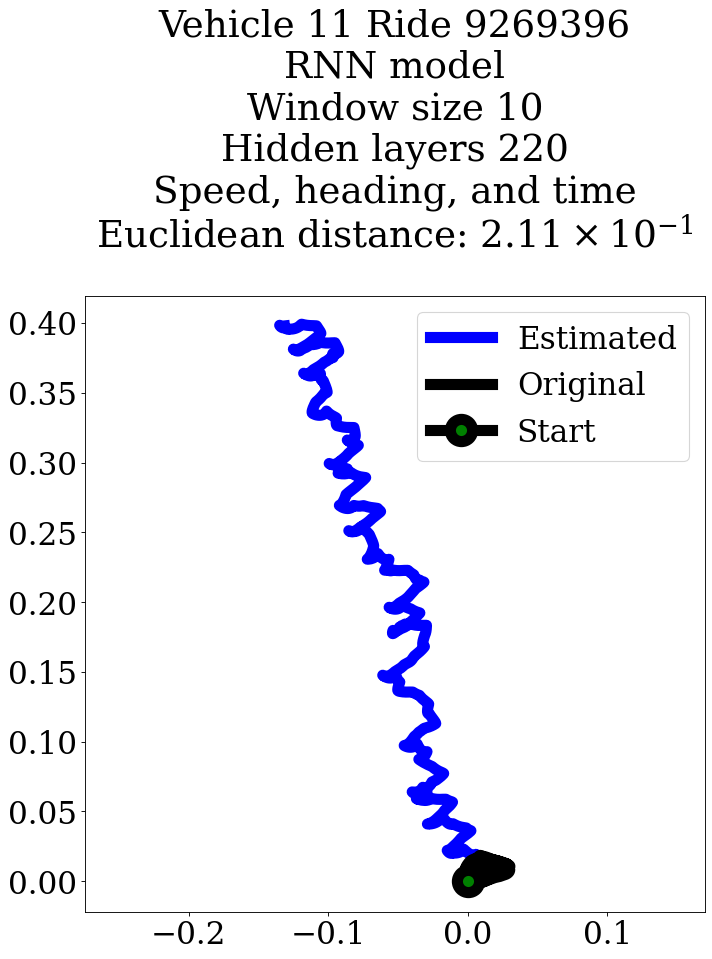 Vehicle 11 Ride 9269396
RNN model
Window size 10
Hidden layers 220
Speed, heading, and time
Euclidean distance: 2.11 × 10⁻¹
Estimated
Original
Start
0.40
0.35
0.30
0.25
0.20
0.15
0.10
0.05
0.00
−0.2 −0.1 0.0 0.1